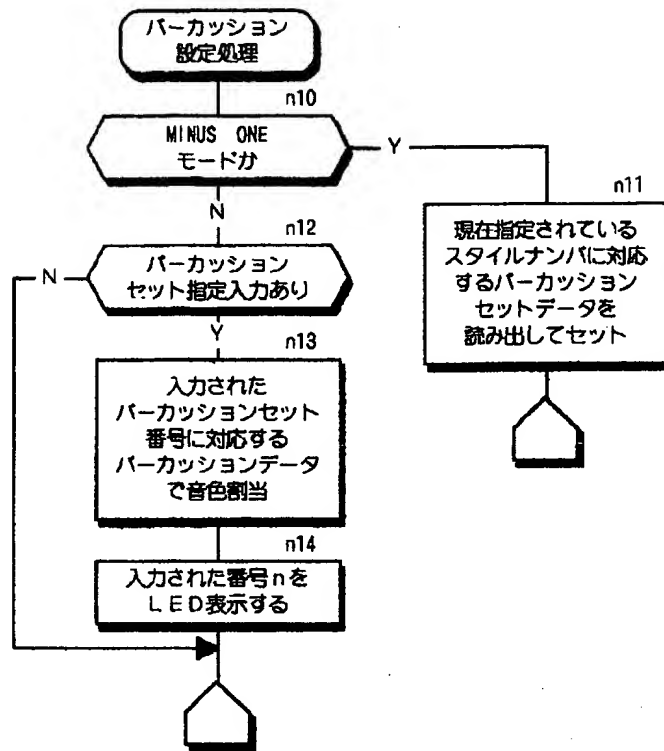 パーカッション
設定処理
n10
MINUS ONE
モードか
Y
N
n11
現在指定されている
スタイルナンバに対応
するパーカッション
セットデータを
読み出してセット
n12
N
パーカッション
セット指定入力あり
Y
n13
入力された
パーカッションセット
番号に対応する
パーカッションデータ
で音色割当
n14
入力された番号nを
LED表示する